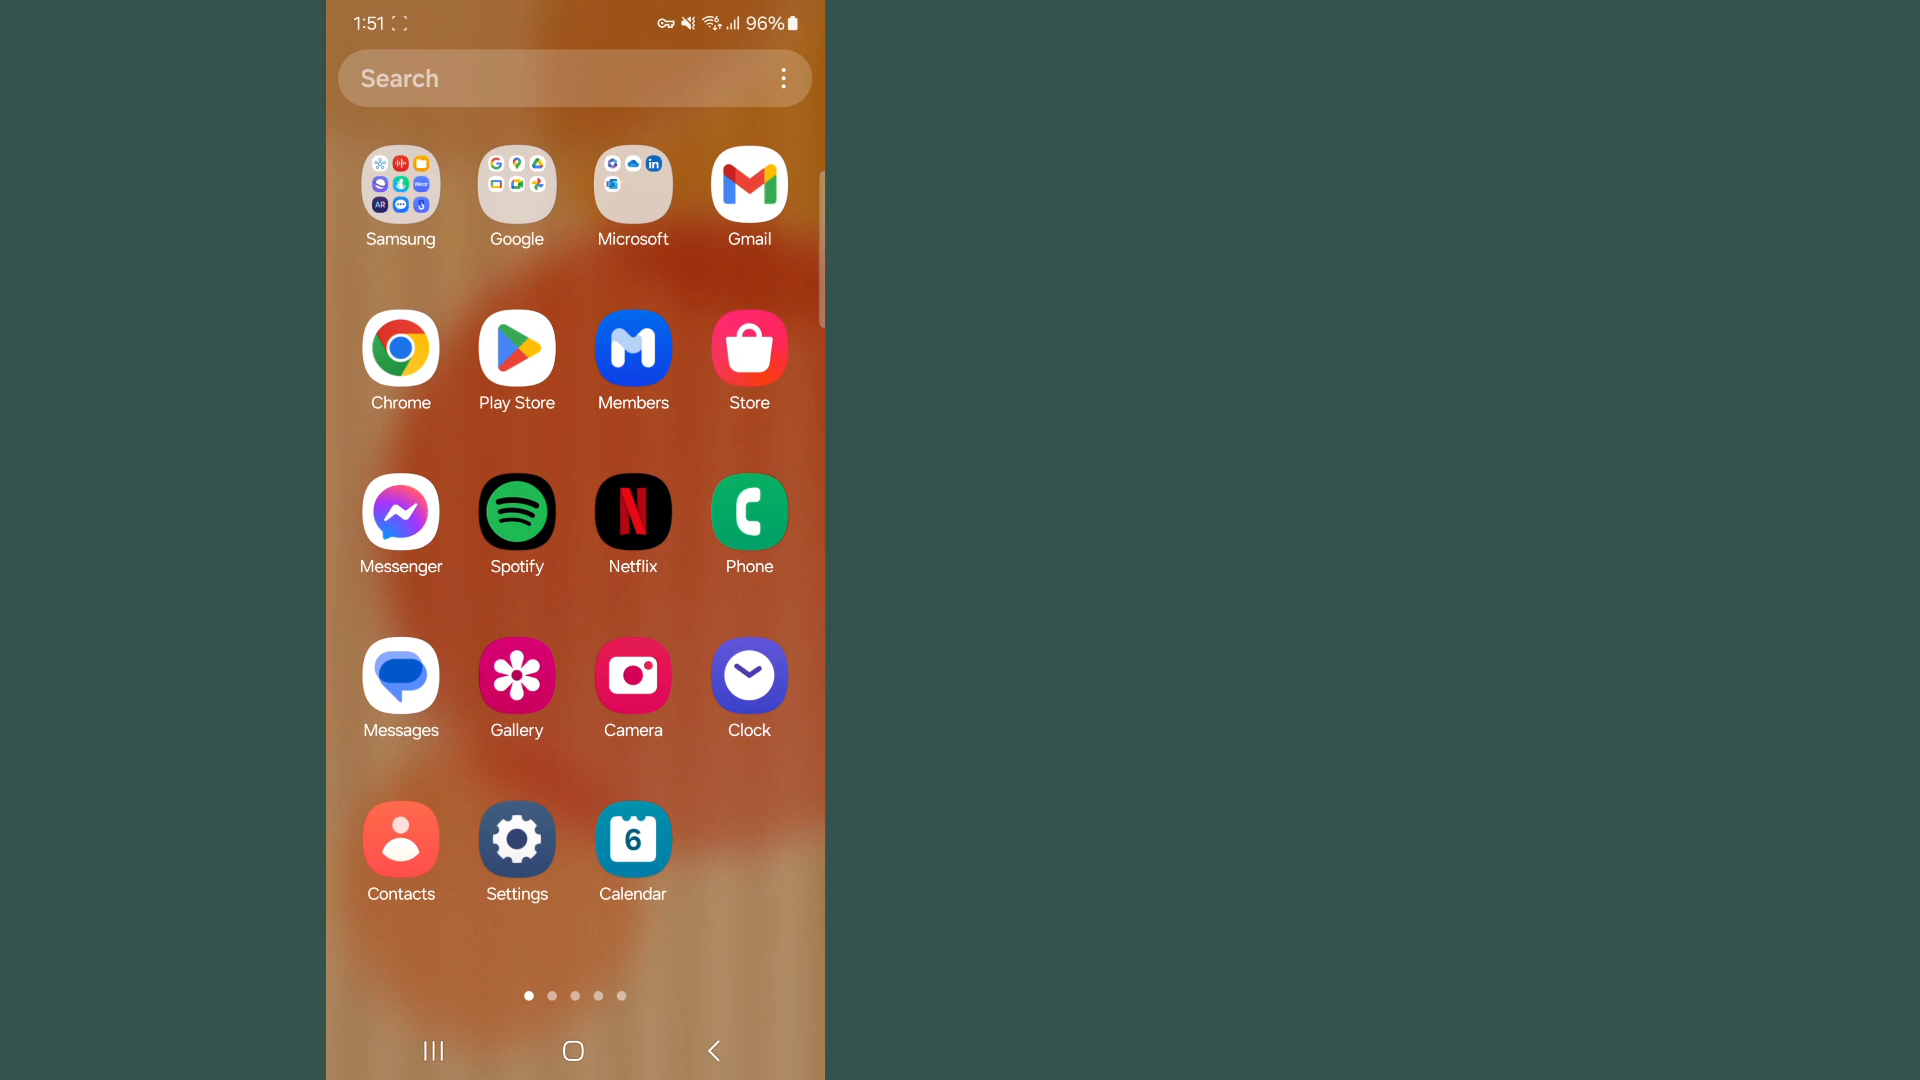 1:51 96%
Search
Samsung Google Microsoft Gmail
Chrome Play Store Members Store
Messenger Spotify Netflix Phone
Messages Gallery Camera Clock
6
Contacts Settings Calendar